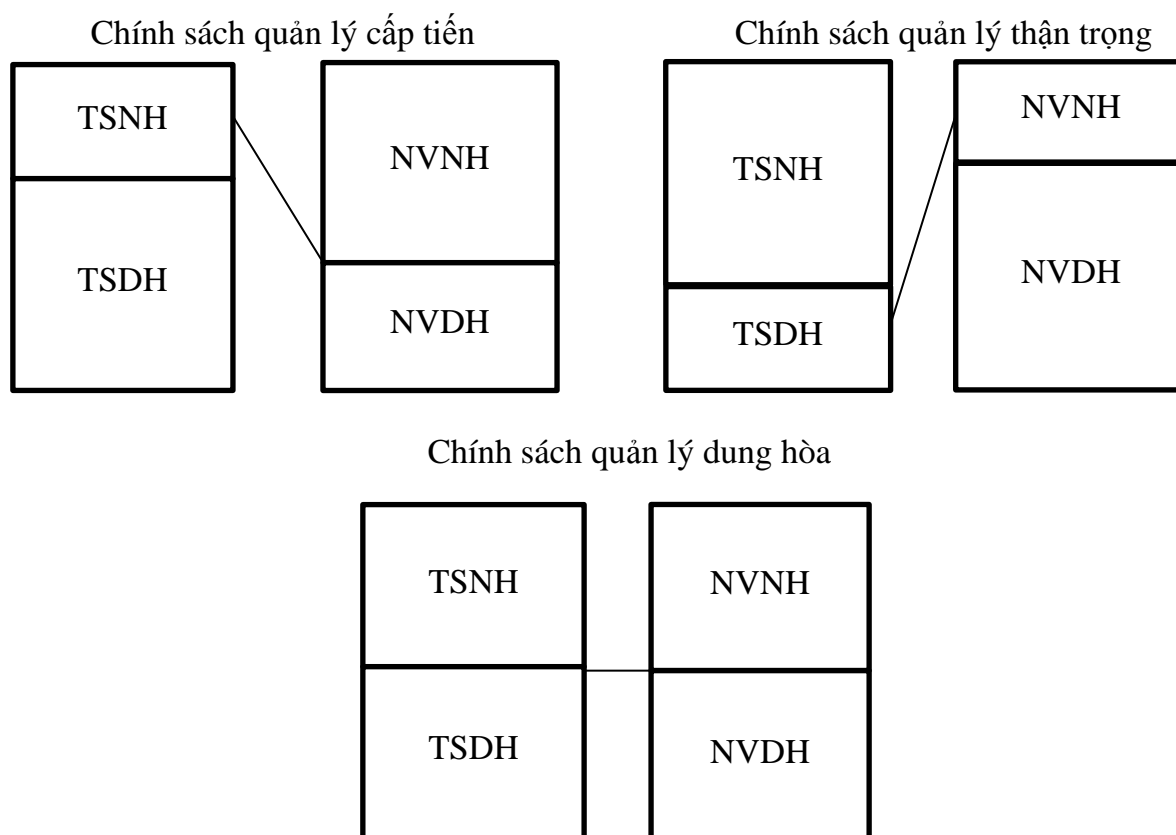 Chính sách quản lý cấp tiến
TSNH
TSDH
NVNH
NVDH
Chính sách quản lý thận trọng
TSNH
TSDH
NVNH
NVDH
Chính sách quản lý dung hòa
TSNH
TSDH
NVNH
NVDH